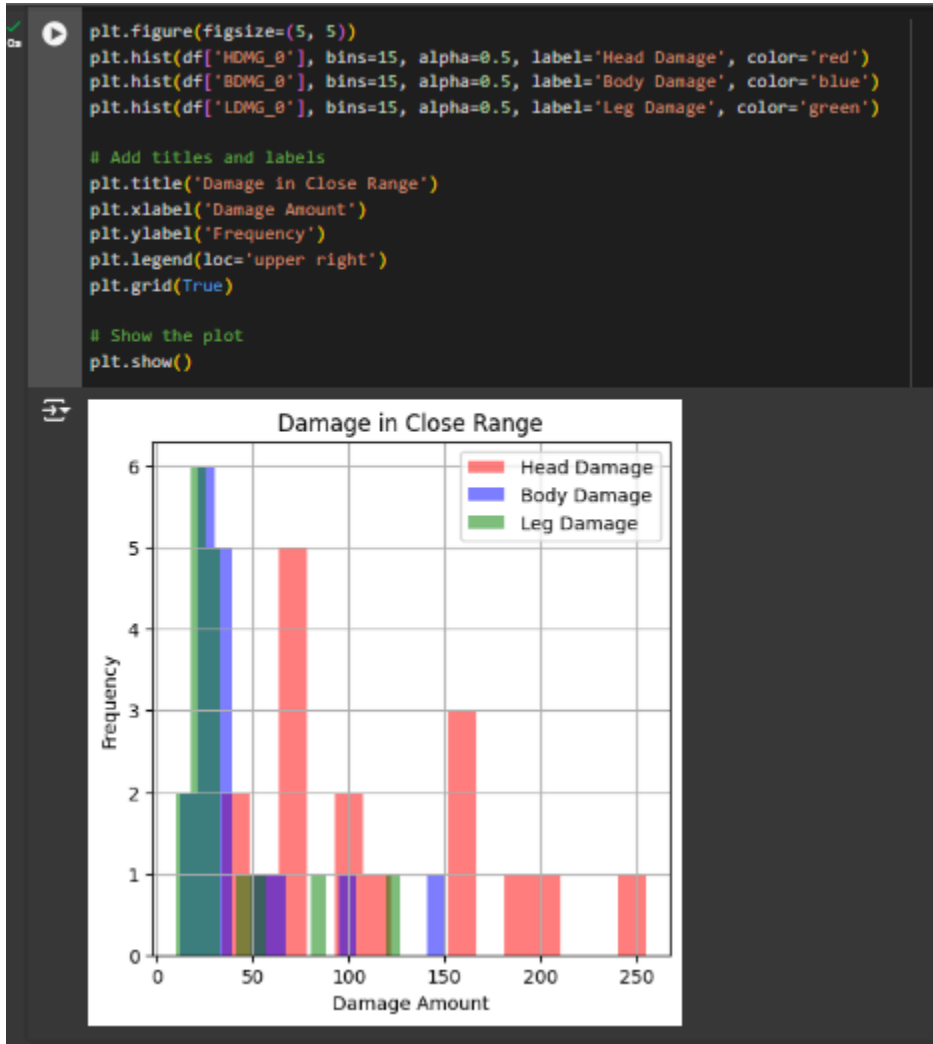 0s
plt.figure(figsize=(5, 5))
plt.hist(df['HDMG_0'], bins=15, alpha=0.5, label='Head Damage', color='red')
plt.hist(df['BDMG_0'], bins=15, alpha=0.5, label='Body Damage', color='blue')
plt.hist(df['LDMG_0'], bins=15, alpha=0.5, label='Leg Damage', color='green')
# Add titles and labels
plt.title('Damage in Close Range')
plt.xlabel('Damage Amount')
plt.ylabel('Frequency')
plt.legend(loc='upper right')
plt.grid(True)
# Show the plot
plt.show()
Damage in Close Range
Head Damage
Body Damage
Leg Damage
Frequency
6
5
4
3
2
1
0
0 50 100 150 200 250
Damage Amount